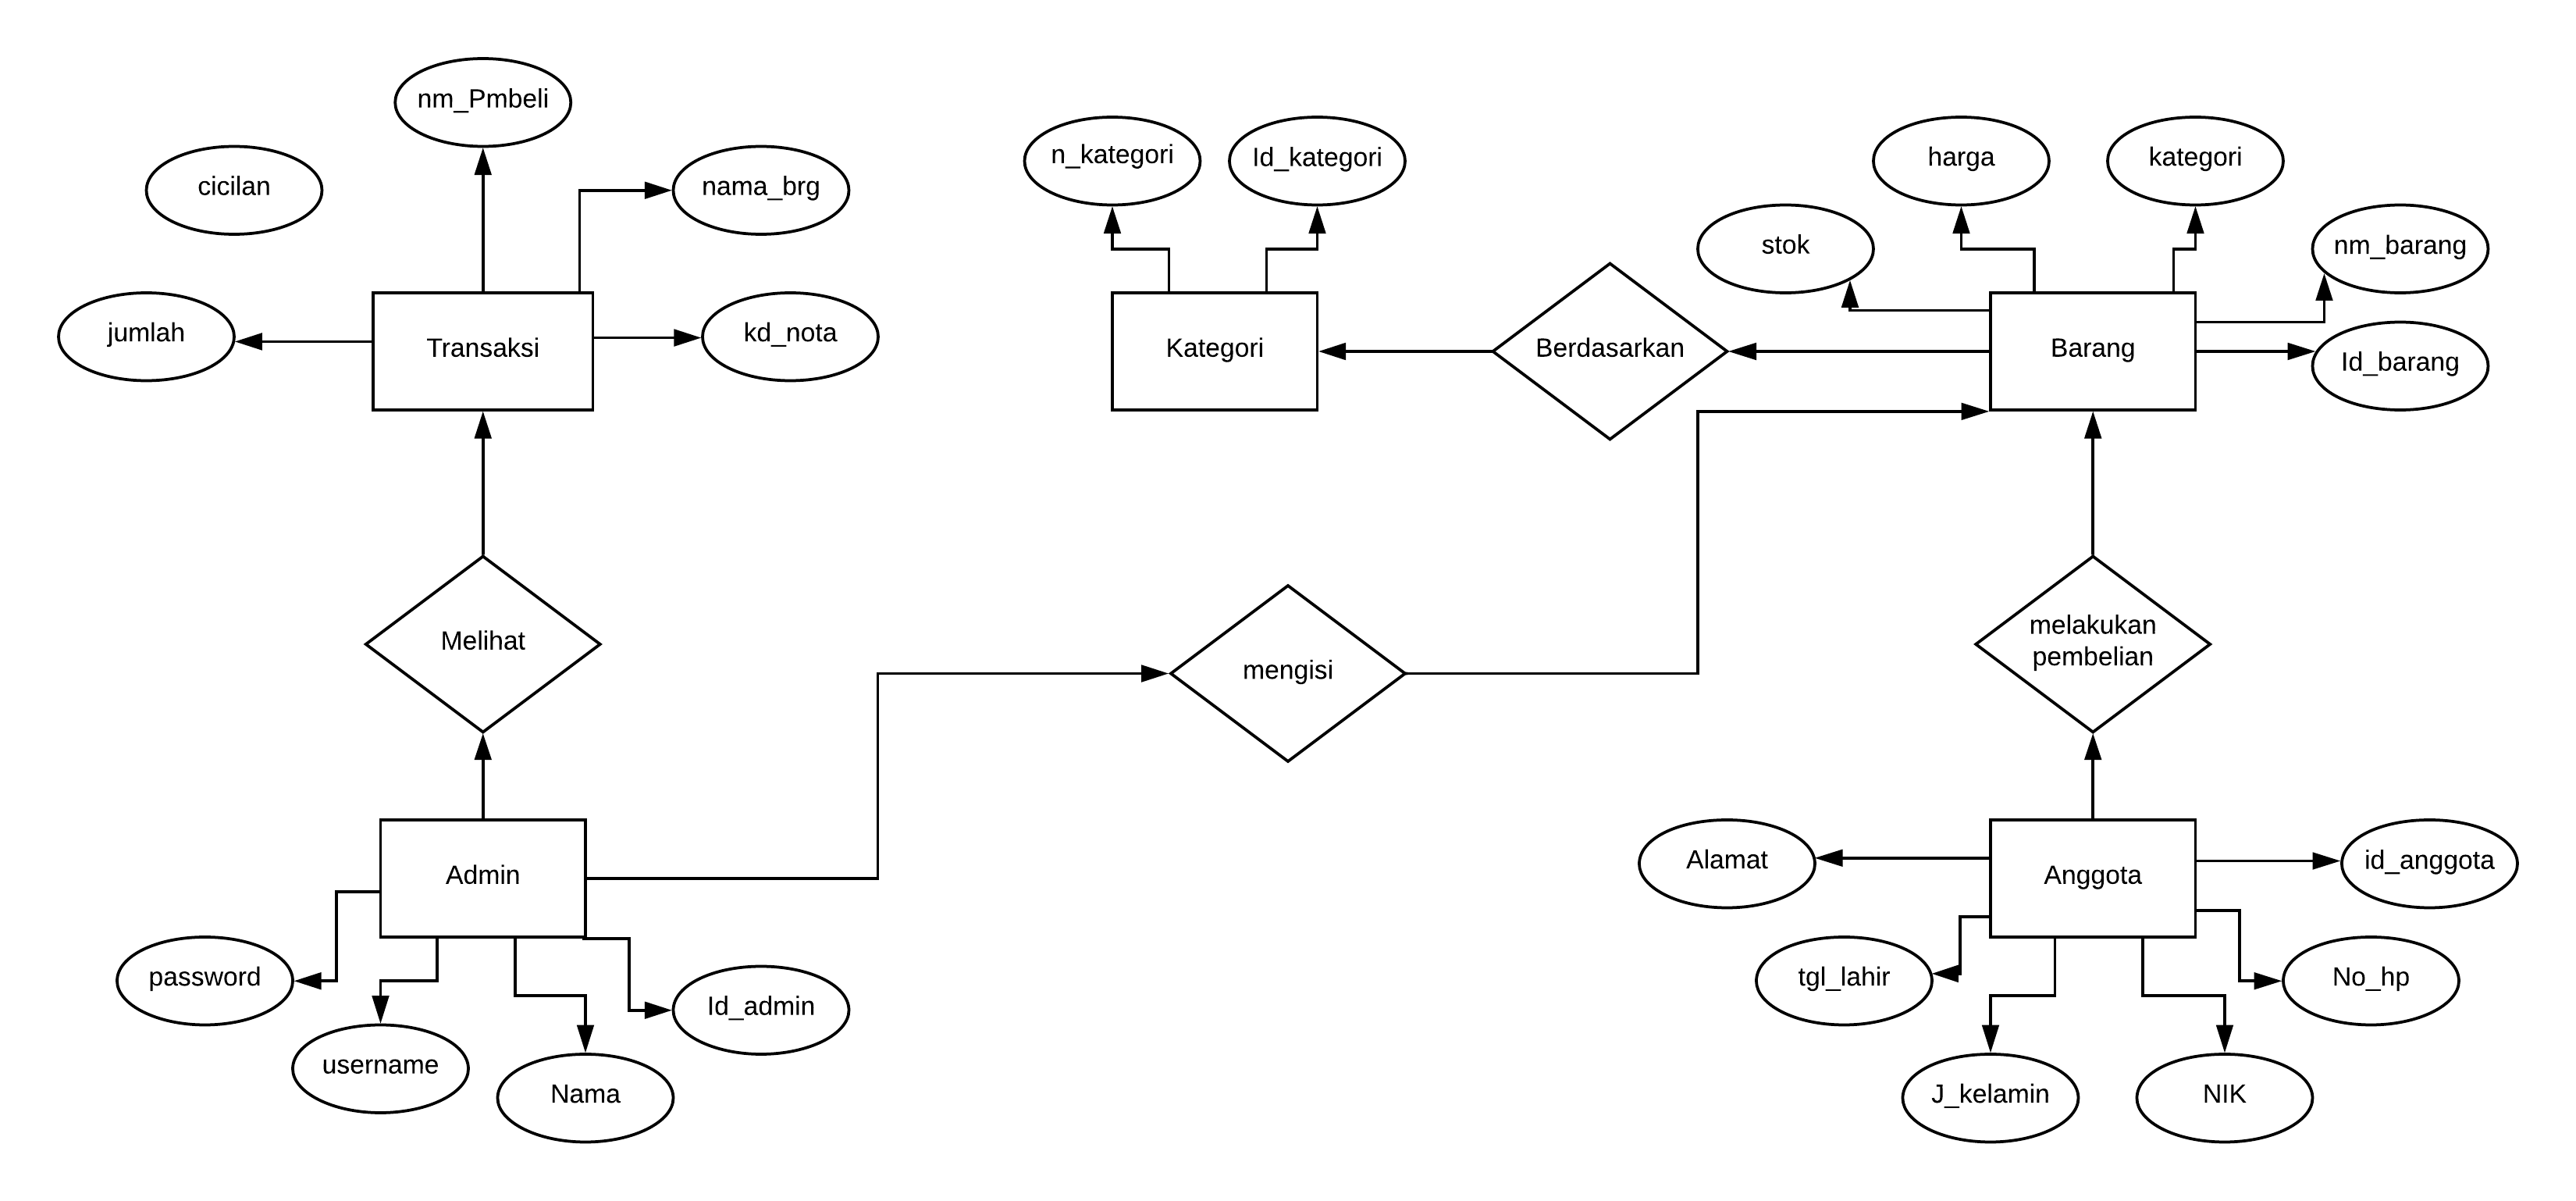 nm_Pmbeli
cicilan
nama_brg
n_kategori
Id_kategori
harga
kategori
stok
nm_barang
jumlah
Transaksi
kd_nota
Kategori
Berdasarkan
Barang
Id_barang
Melihat
mengisi
melakukan
pembelian
Admin
Alamat
Anggota
id_anggota
password
Id_admin
tgl_lahir
No_hp
username
Nama
J_kelamin
NIK